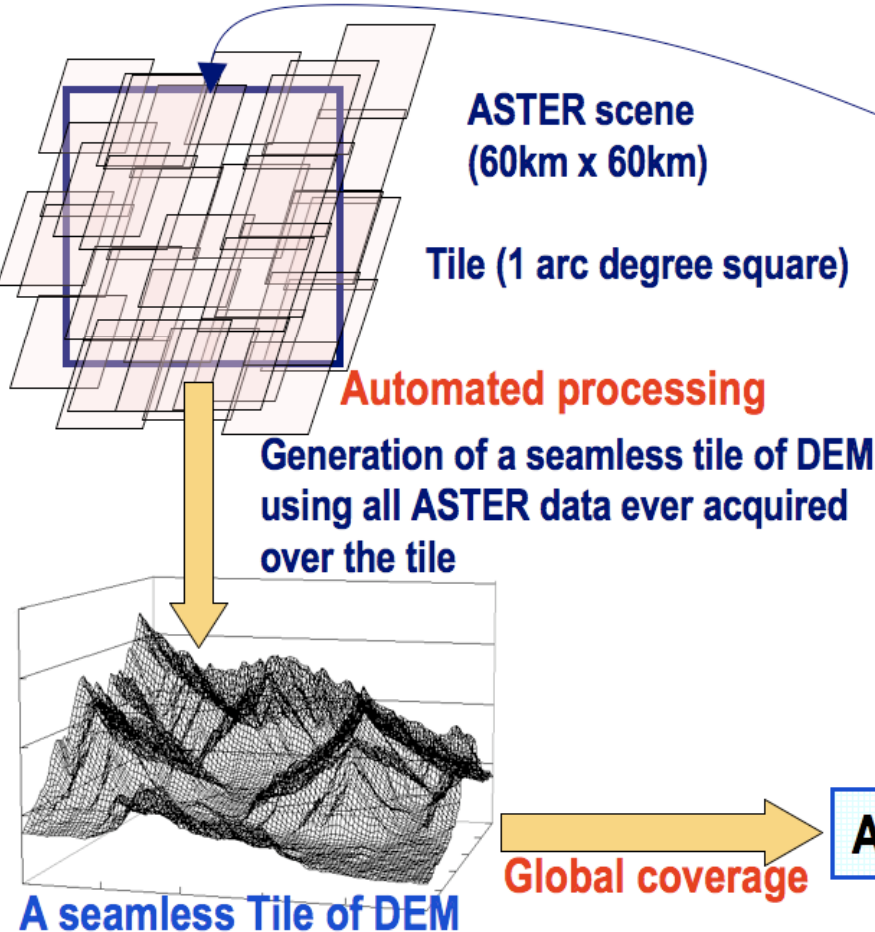 ASTER scene
(60km x 60km)
Tile (1 arc degree square)
Automated processing
Generation of a seamless tile of DEM
using all ASTER data ever acquired
over the tile
A
Global coverage
A seamless Tile of DEM